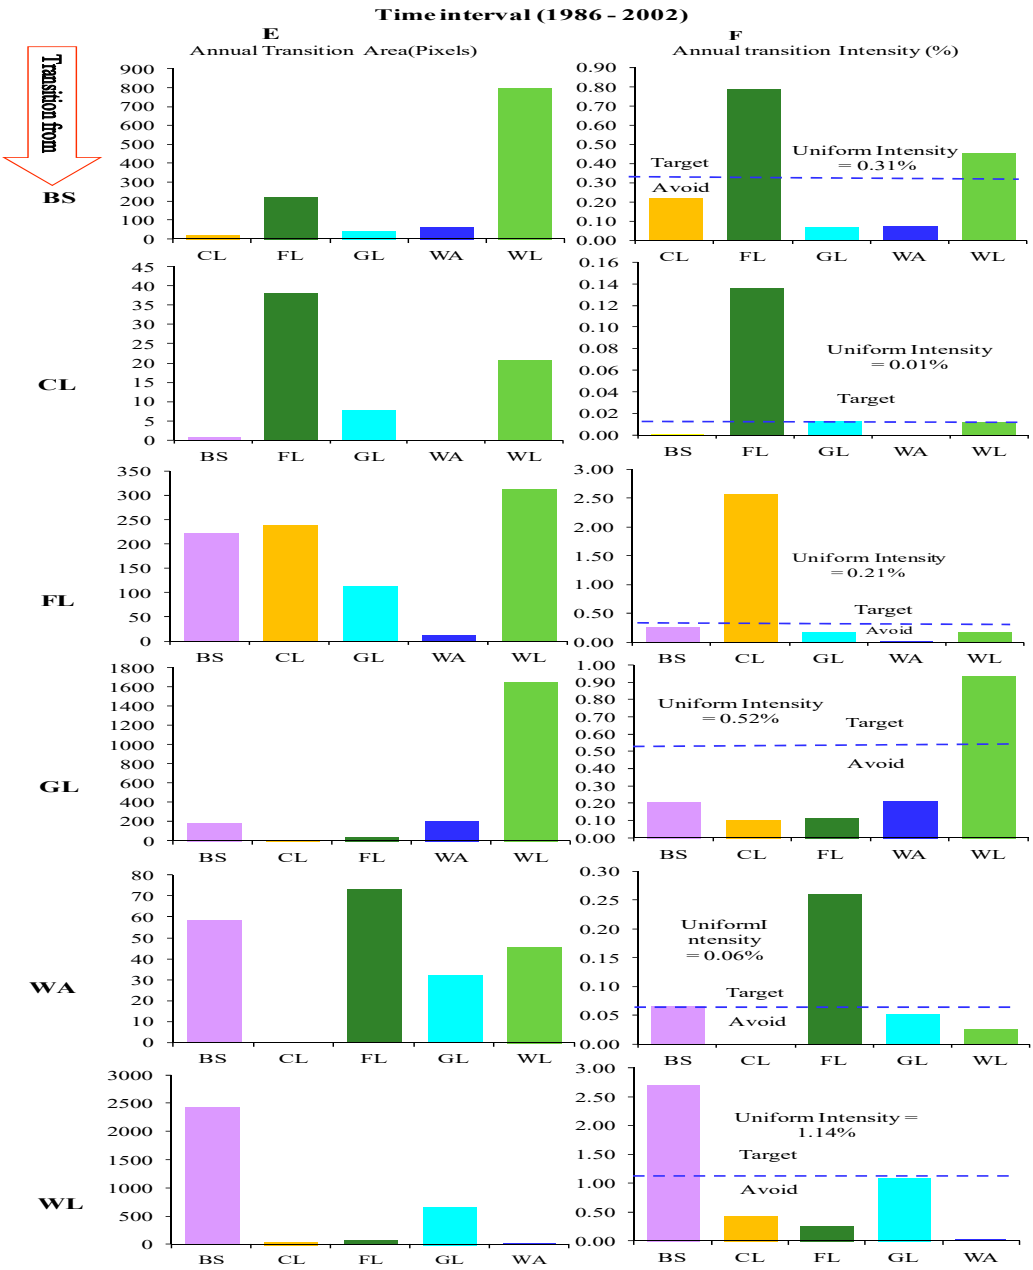 Time interval (1986 - 2002)
E
Annual Transition Area(Pixels)
F
Annual transition Intensity (%)
Transition from
BS
900
800
700
600
500
400
300
200
100
0
CL FL GL WA WL
0.90
0.80
0.70
0.60
0.50
0.40
0.30
0.20
0.10
0.00
Uniform Intensity
= 0.31%
Target
Avoid
CL FL GL WA WL
CL
45
40
35
30
25
20
15
10
5
0
BS FL GL WA WL
0.16
0.14
0.12
0.10
0.08
0.06
0.04
0.02
0.00
Uniform Intensity
= 0.01%
Target
BS FL GL WA WL
FL
350
300
250
200
150
100
50
0
BS CL GL WA WL
3.00
2.50
2.00
1.50
1.00
0.50
0.00
Uniform Intensity
= 0.21%
Target
Avoid
BS CL GL WA WL
GL
1800
1600
1400
1200
1000
800
600
400
200
0
BS CL FL WA WL
1.00
0.90
0.80
0.70
0.60
0.50
0.40
0.30
0.20
0.10
0.00
Uniform Intensity
= 0.52%
Target
Avoid
BS CL FL WA WL
WA
80
70
60
50
40
30
20
10
0
BS CL FL GL WL
0.30
0.25
0.20
0.15
0.10
0.05
0.00
UniformI
ntensity
= 0.06%
Target
Avoid
BS CL FL GL WL
WL
3000
2500
2000
1500
1000
500
0
BS CL FL GL WA
3.00
2.50
2.00
1.50
1.00
0.50
0.00
Uniform Intensity =
1.14%
Target
Avoid
BS CL FL GL WA